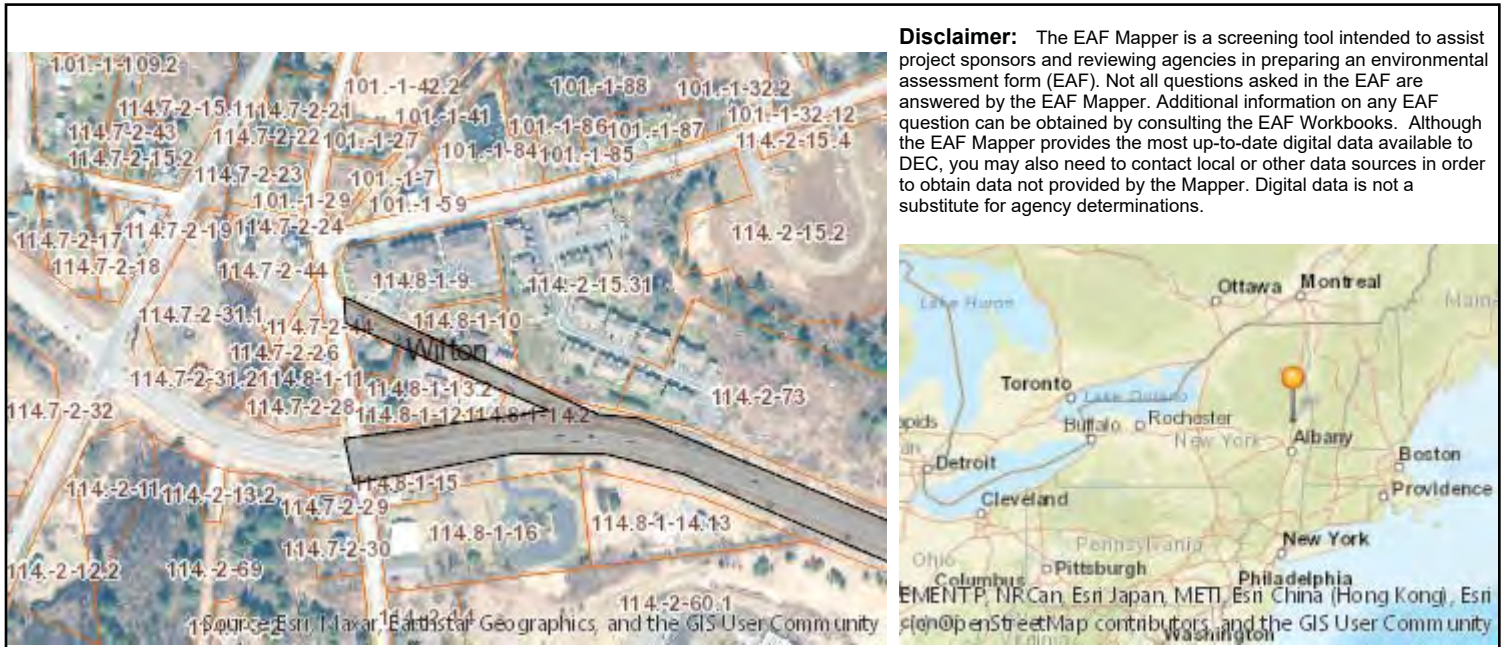 Disclaimer: The EAF Mapper is a screening tool intended to assist
project sponsors and reviewing agencies in preparing an environmental
assessment form (EAF). Not all questions asked in the EAF are
answered by the EAF Mapper. Additional information on any EAF
question can be obtained by consulting the EAF Workbooks. Although
the EAF Mapper provides the most up-to-date digital data available to
DEC, you may also need to contact local or other data sources in order
to obtain data not provided by the Mapper. Digital data is not a
substitute for agency determinations.
101.-1-109.2
101.-1-42.2
101.-1-88
101.-1-32.2
114.7-2-15.1
114.7-2-21
101.-1-41
101.-1-32.12
114.7-2-43
114.7-2-22
101.-1-27
101.-1-86
101.-1-87
114.-2-15.4
114.7-2-15.2
101.-1-84
101.-1-85
114.7-2-23
101.-1-7
101.-1-29
101.-1-59
114.7-2-17
114.7-2-19
114.7-2-24
114.-2-15.2
114.7-2-18
114.7-2-44
114.8-1-9
114.-2-15.31
114.7-2-31.1
114.7-2-44
114.8-1-10
Wilton
114.7-2-26
114.7-2-31.2
114.8-1-11
114.8-1-13.2
114.-2-73
114.7-2-32
114.7-2-28
114.8-1-12
114.8-1-14.2
114.-2-11
114.-2-13.2
114.8-1-15
114.7-2-29
114.8-1-16
114.8-1-14.13
114.7-2-30
114.-2-12.2
114.-2-69
114.-2-60.1
Source: Esri, Maxar, Earthstar Geographics, and the GIS User Community
Ottawa
Montreal
Lake Huron
Toronto
Lake Ontario
Buffalo
Rochester
New York
Albany
Detroit
Boston
Providence
Cleveland
New York
Pennsylvania
Ohio
Pittsburgh
Columbus
Philadelphia
EMENT P, NRCan, Esri Japan, METI, Esri China (Hong Kong), Esri
(c) OpenStreetMap contributors, and the GIS User Community
Washington